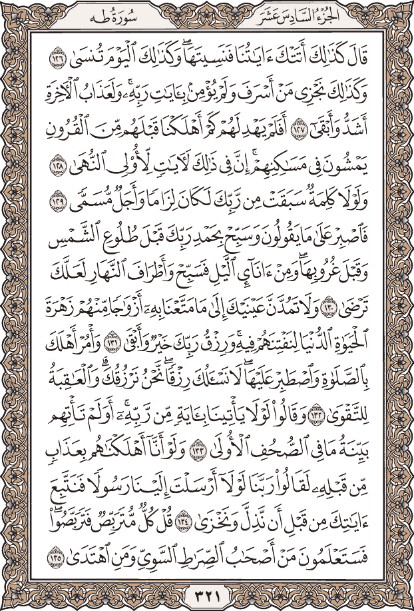 الجزء السادس عشر
سورة طه
قَالَ كَذَٰلِكَ أَتَتْكَ ءَايَٰتُنَا فَنَسِيتَهَاۖ وَكَذَٰلِكَ ٱلْيَوْمَ تُنسَىٰ ١٢٦
وَكَذَٰلِكَ نَجْزِى مَنْ أَسْرَفَ وَلَمْ يُؤْمِنۢ بِـَٔايَٰتِ رَبِّهِۦۚ وَلَعَذَابُ ٱلْءَاخِرَةِ
أَشَدُّ وَأَبْقَىٰٓ ١٢٧ أَفَلَمْ يَهْدِ لَهُمْ كَمْ أَهْلَكْنَا قَبْلَهُم مِّنَ ٱلْقُرُونِ
يَمْشُونَ فِى مَسَٰكِنِهِمْۗ إِنَّ فِى ذَٰلِكَ لَءَايَٰتٍ لِّأُو۟لِى ٱلنُّهَىٰ ١٢٨
وَلَوْلَا كَلِمَةٌ سَبَقَتْ مِن رَّبِّكَ لَكَانَ لِزَامًا وَأَجَلٌ مُّسَمًّى ١٢٩
فَٱصْبِرْ عَلَىٰ مَا يَقُولُونَ وَسَبِّحْ بِحَمْدِ رَبِّكَ قَبْلَ طُلُوعِ ٱلشَّمْسِ
وَقَبْلَ غُرُوبِهَاۖ وَمِنْ ءَانَآئِ ٱلَّيْلِ فَسَبِّحْ وَأَطْرَافَ ٱلنَّهَارِ لَعَلَّكَ
تَرْضَىٰ ١٣٠ وَلَا تَمُدَّنَّ عَيْنَيْكَ إِلَىٰ مَا مَتَّعْنَا بِهِۦٓ أَزْوَٰجًا مِّنْهُمْ زَهْرَةَ
ٱلْحَيَوٰةِ ٱلدُّنْيَا لِنَفْتِنَهُمْ فِيهِۚ وَرِزْقُ رَبِّكَ خَيْرٌ وَأَبْقَىٰ ١٣١ وَأْمُرْ أَهْلَكَ
بِٱلصَّلَوٰةِ وَٱصْطَبِرْ عَلَيْهَاۖ لَا نَسْـَٔلُكَ رِزْقًاۖ نَّحْنُ نَرْزُقُكَۗ وَٱلْعَٰقِبَةُ
لِلتَّقْوَىٰ ١٣٢ وَقَالُوا۟ لَوْلَا يَأْتِينَا بِـَٔايَةٍ مِّن رَّبِّهِۦٓۚ أَوَلَمْ تَأْتِهِم
بَيِّنَةُ مَا فِى ٱلصُّحُفِ ٱلْأُولَىٰ ١٣٣ وَلَوْ أَنَّآ أَهْلَكْنَٰهُم بِعَذَابٍ
مِّن قَبْلِهِۦ لَقَالُوا۟ رَبَّنَا لَوْلَآ أَرْسَلْتَ إِلَيْنَا رَسُولًا فَنَتَّبِعَ
ءَايَٰتِكَ مِن قَبْلِ أَن نَّذِلَّ وَنَخْزَىٰ ١٣٤ قُلْ كُلٌّ مُّتَرَبِّصٌ فَتَرَبَّصُوا۟ۖ
فَسَتَعْلَمُونَ مَنْ أَصْحَٰبُ ٱلصِّرَٰطِ ٱلسَّوِىِّ وَمَنِ ٱهْتَدَىٰ ١٣٥
٣٢١